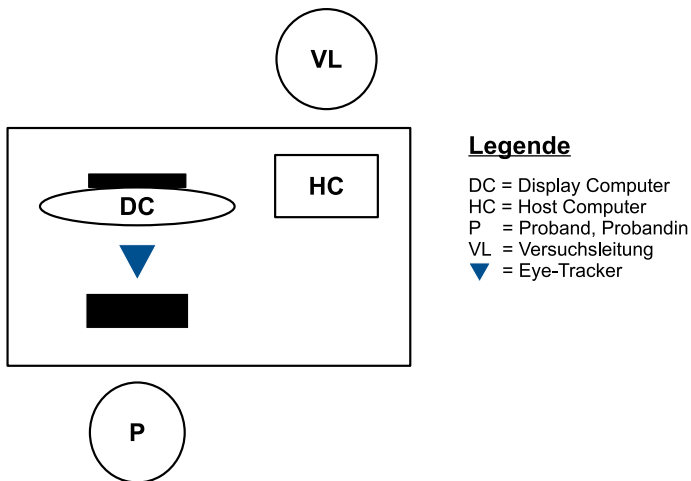 VL
HC
DC
P
Legende
DC = Display Computer
HC = Host Computer
P = Proband, Probandin
VL = Versuchsleitung
= Eye-Tracker